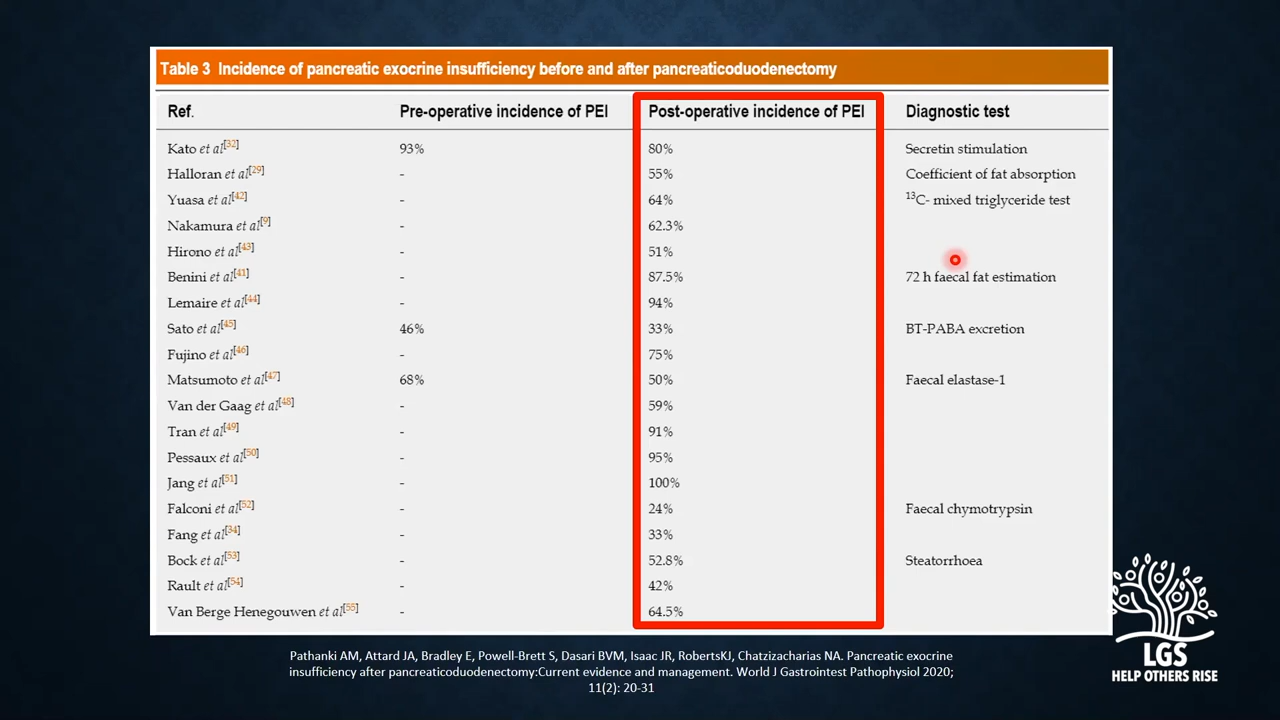 Table 3 Incidence of pancreatic exocrine insufficiency before and after pancreaticoduodenectomy
Ref. Pre-operative incidence of PEI Post-operative incidence of PEI Diagnostic test
Kato et al[32] 93% 80% Secretin stimulation
Halloran et al[29] - 55% Coefficient of fat absorption
Yuasa et al[42] - 64% 13C- mixed triglyceride test
Nakamura et al[9] - 62.3%
Hirono et al[43] - 51%
Benini et al[41] - 87.5% 72 h faecal fat estimation
Lemaire et al[44] - 94%
Sato et al[45] 46% 33% BT-PABA excretion
Fujino et al[46] - 75%
Matsumoto et al[47] 68% 50% Faecal elastase-1
Van der Gaag et al[48] - 59%
Tran et al[49] - 91%
Pessaux et al[50] - 95%
Jang et al[51] - 100%
Falconi et al[52] - 24% Faecal chymotrypsin
Fang et al[34] - 33%
Bock et al[53] - 52.8% Steatorrhoea
Rault et al[54] - 42%
Van Berge Henegouwen et al[55] - 64.5%
Pathanki AM, Attard JA, Bradley E, Powell-Brett S, Dasari BVM, Isaac JR, RobertsKJ, Chatzizacharias NA. Pancreatic exocrine
insufficiency after pancreaticoduodenectomy:Current evidence and management. World J Gastrointest Pathophysiol 2020;
11(2): 20-31
LGS
HELP OTHERS RISE